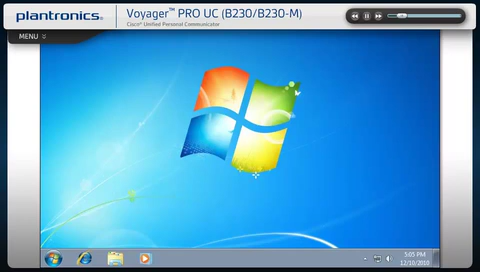 plantronics®
Voyager™ PRO UC (B230/B230-M)
Cisco® Unified Personal Communicator
MENU
5:05 PM
12/10/2010